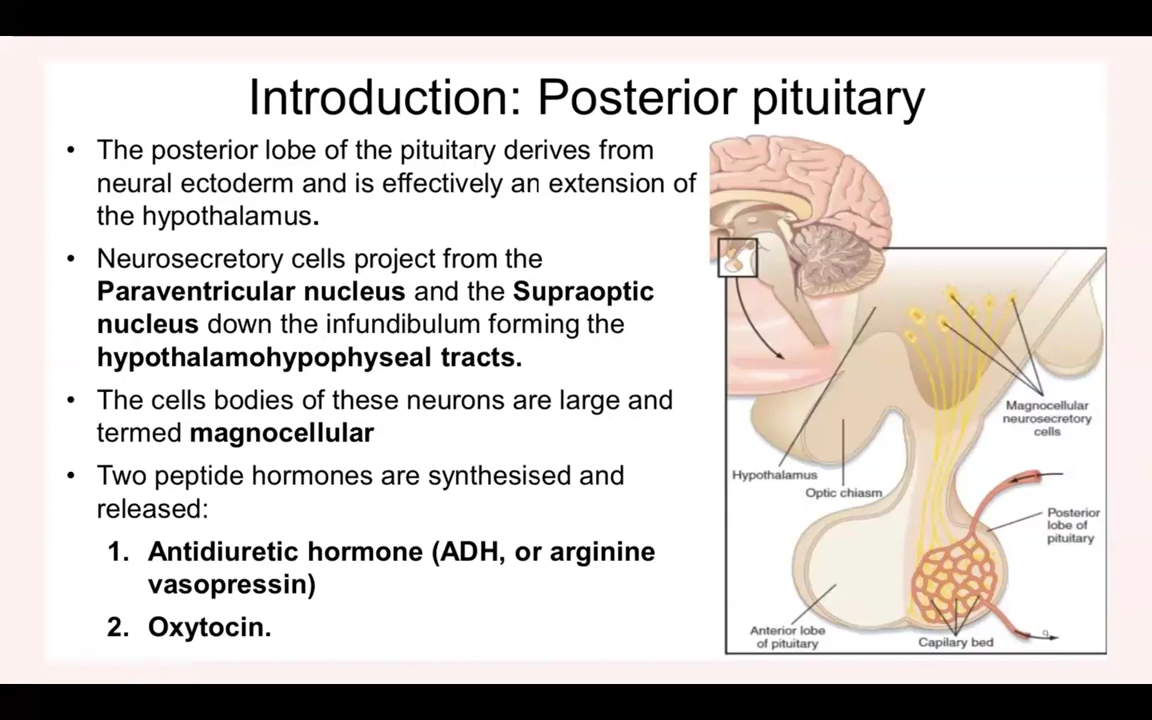 Introduction: Posterior pituitary
• The posterior lobe of the pituitary derives from
neural ectoderm and is effectively an extension of
the hypothalamus.
• Neurosecretory cells project from the
Paraventricular nucleus and the Supraoptic
nucleus down the infundibulum forming the
hypothalamohypophyseal tracts.
• The cells bodies of these neurons are large and
termed magnocellular
• Two peptide hormones are synthesised and
released:
1. Antidiuretic hormone (ADH, or arginine
vasopressin)
2. Oxytocin.
Magnocellular
neurosecretory
cells
Hypothalamus
Optic chiasm
Posterior
lobe of
pituitary
Anterior lobe
of pituitary
Capillary bed